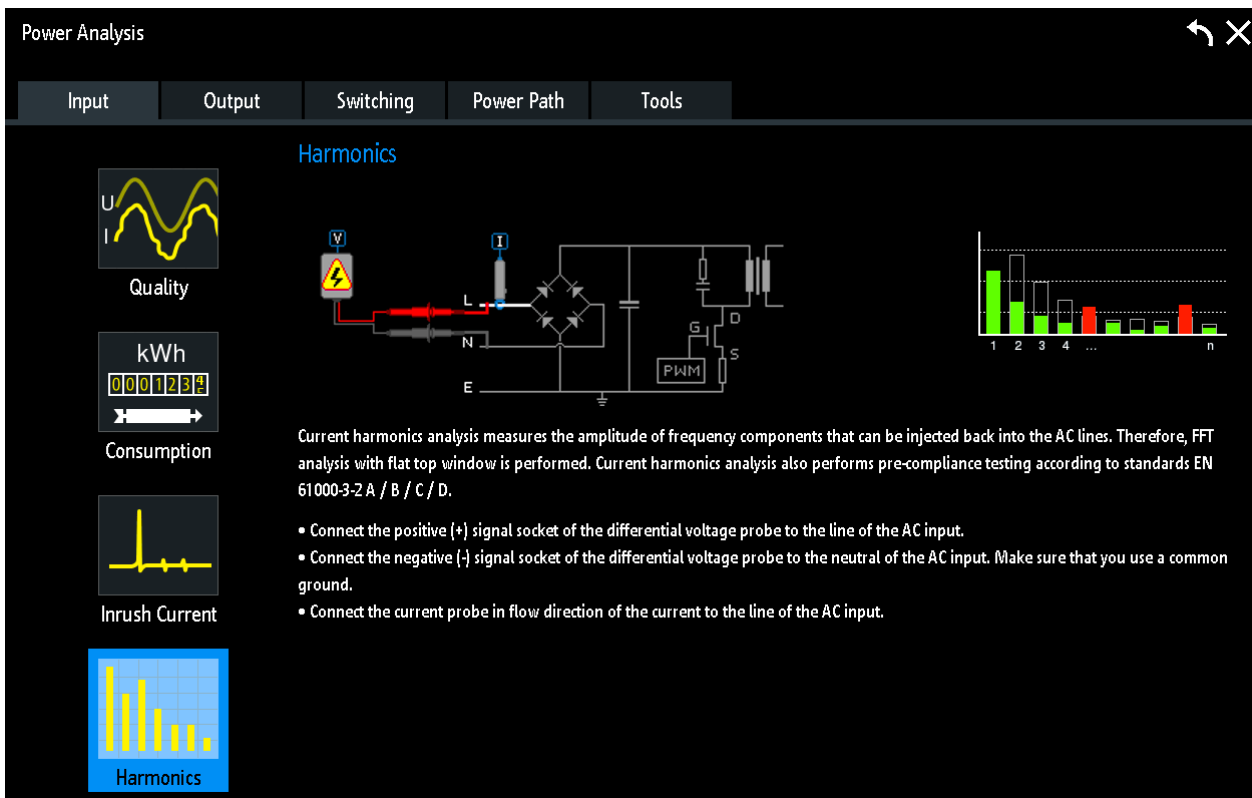 Power Analysis
Input Output Switching Power Path Tools
Harmonics
U
I
Quality
kWh
0001234
Consumption
Inrush Current
Harmonics
V
I
L
N
E
G
D
S
PWM
1 2 3 4 ... n
Current harmonics analysis measures the amplitude of frequency components that can be injected back into the AC lines. Therefore, FFT
analysis with flat top window is performed. Current harmonics analysis also performs pre-compliance testing according to standards EN
61000-3-2 A / B / C / D.
• Connect the positive (+) signal socket of the differential voltage probe to the line of the AC input.
• Connect the negative (-) signal socket of the differential voltage probe to the neutral of the AC input. Make sure that you use a common
ground.
• Connect the current probe in flow direction of the current to the line of the AC input.